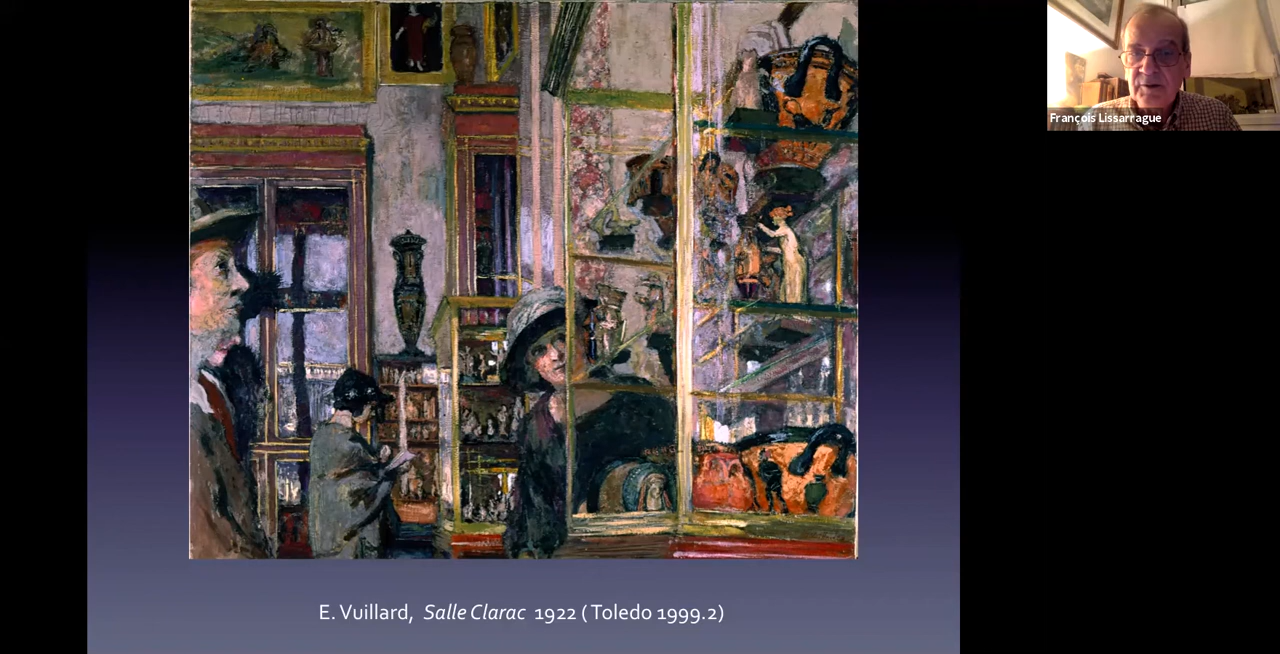 François Lissarrague
E. Vuillard, Salle Clarac 1922 ( Toledo 1999.2)